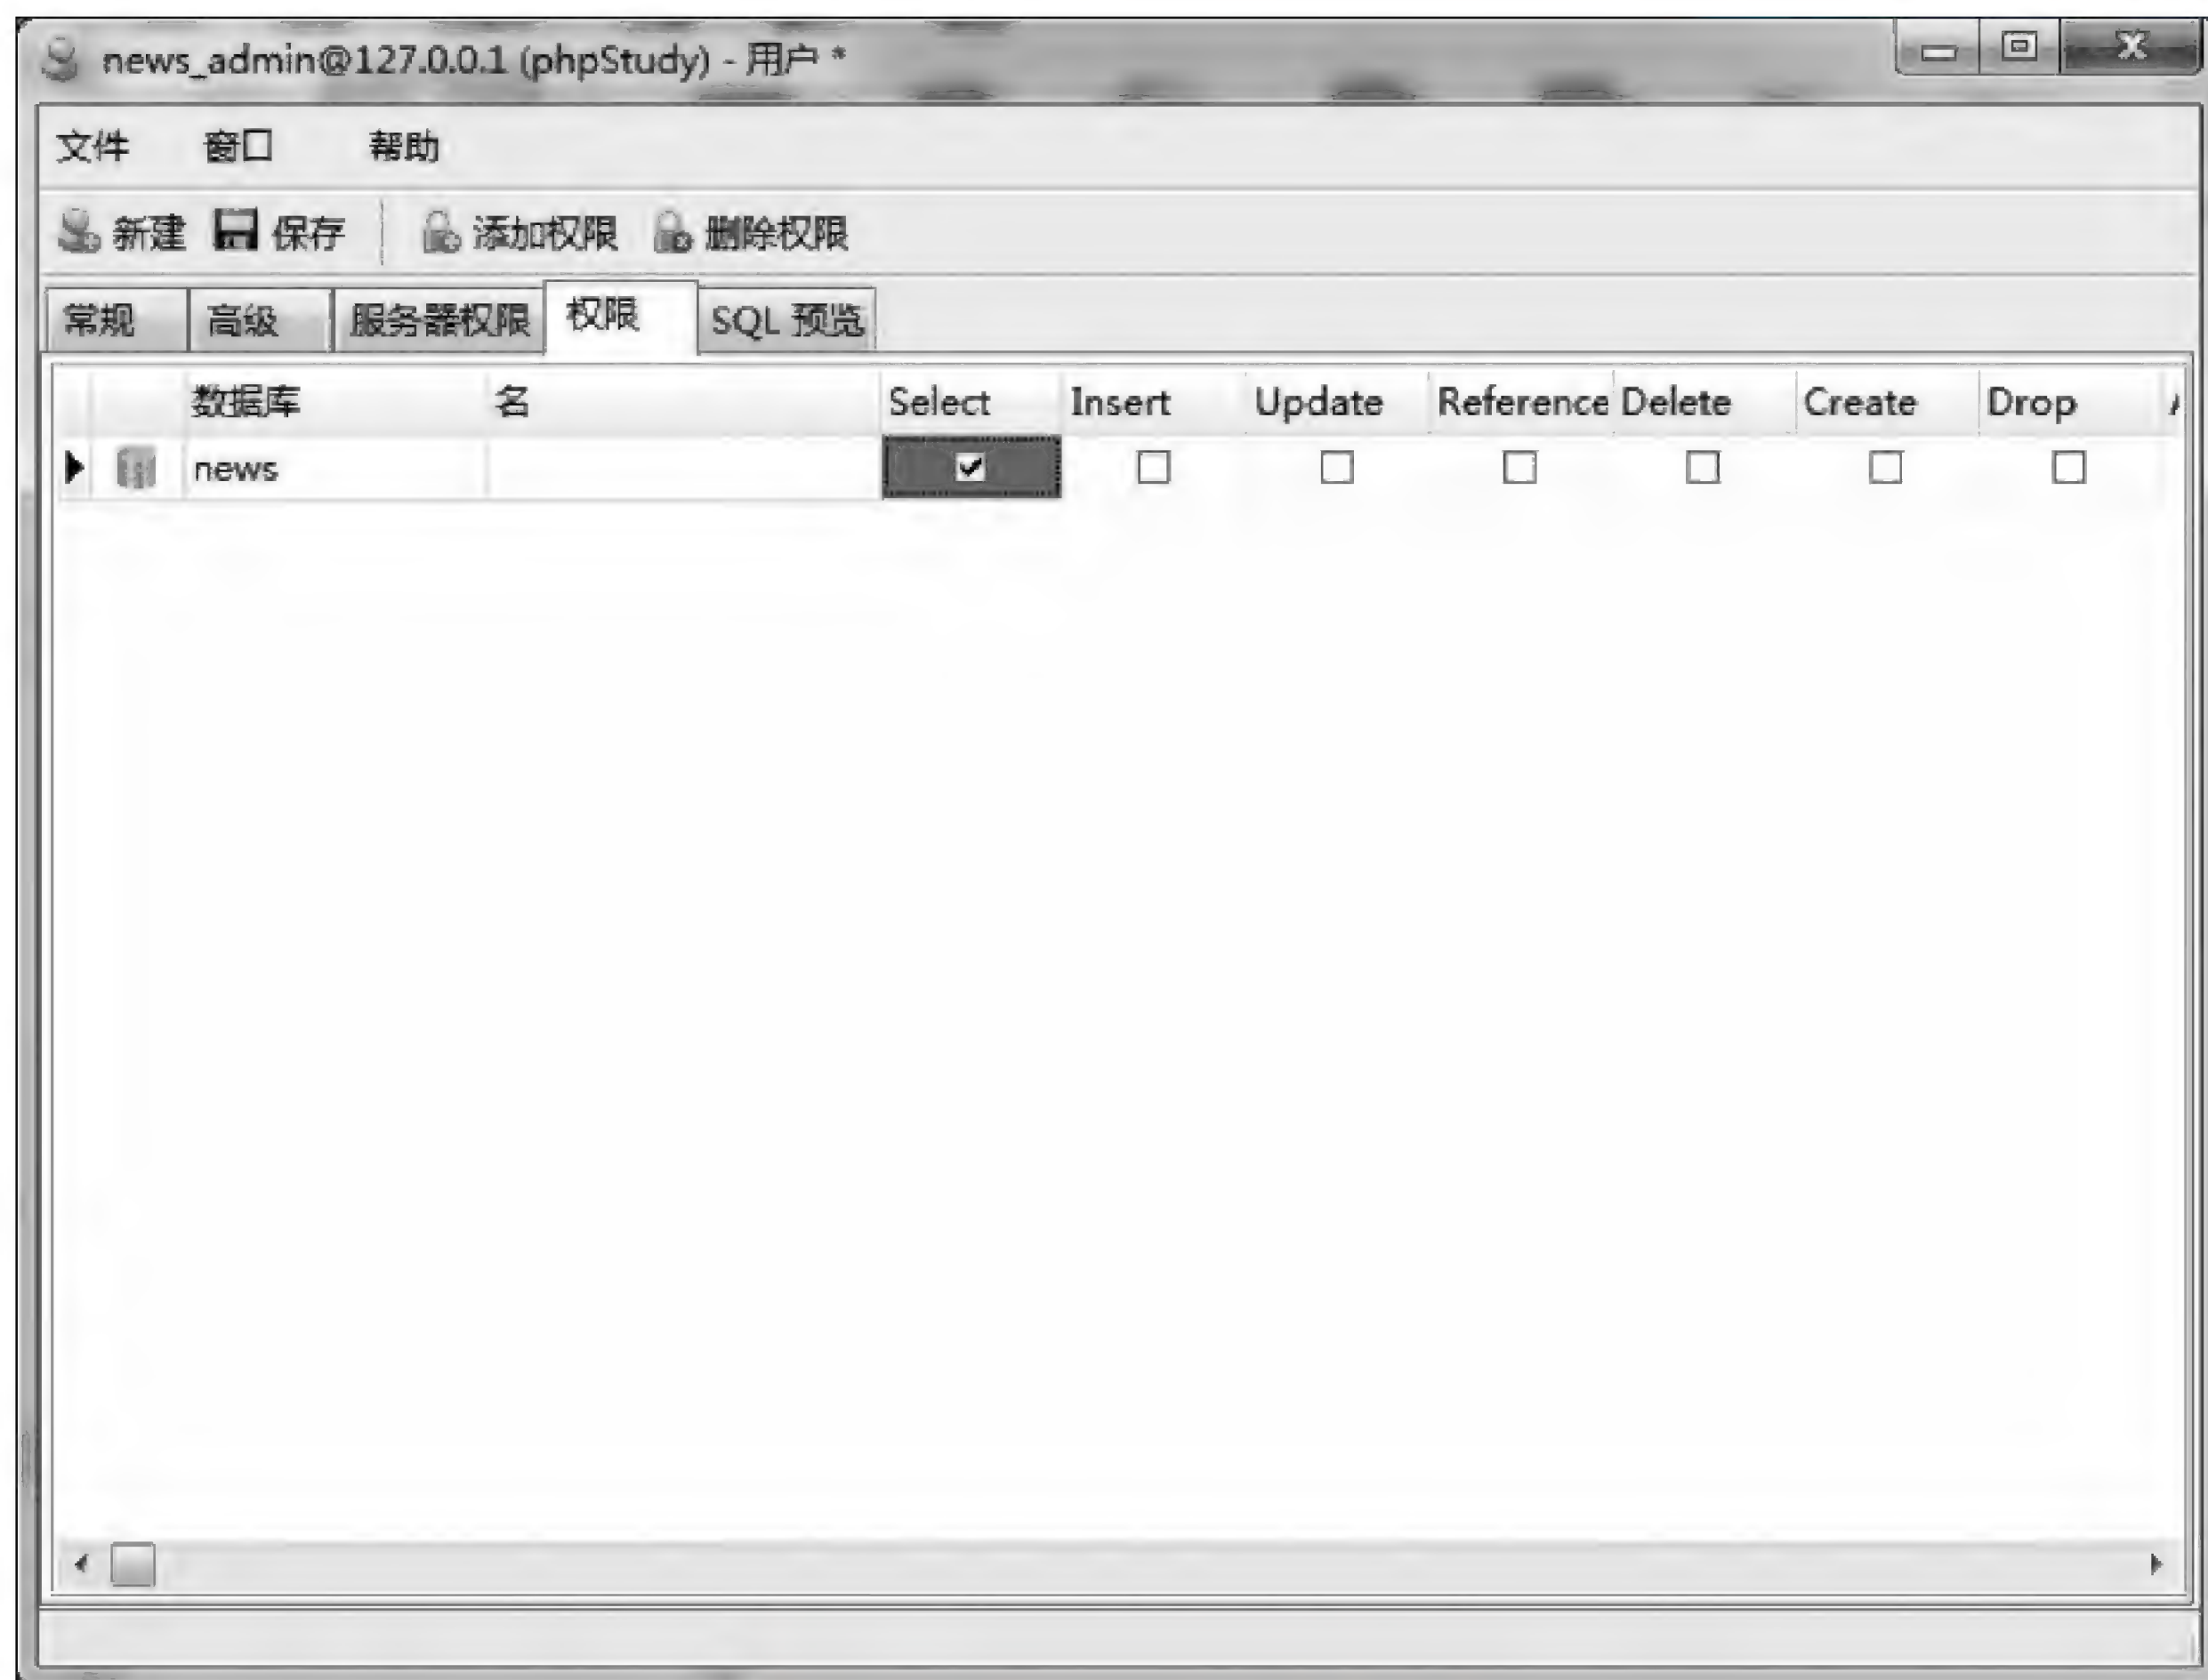 news_admin@127.0.0.1 (phpStudy) - 用户 *
文件 窗口 帮助
新建 保存 添加权限 删除权限
常规 高级 服务器权限 权限 SQL 预览
数据库 名 Select Insert Update Reference Delete Create Drop
news